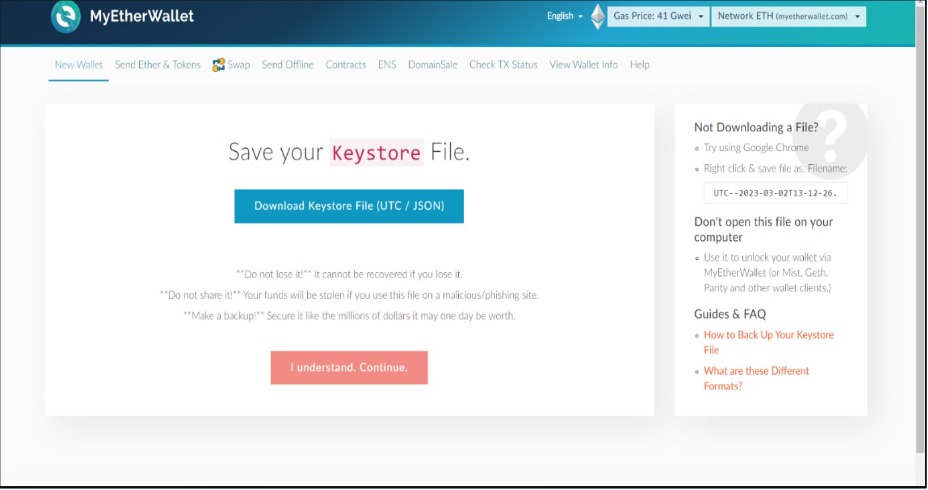 MyEtherWallet
English
Gas Price: 41 Gwei
Network ETH (myetherwallet.com)
New Wallet
Send Ether & Tokens
Swap
Send Offline
Contracts
ENS
DomainSale
Check TX Status
View Wallet Info
Help
Save your Keystore File.
Download Keystore File (UTC / JSON)
**Do not lose it!** It cannot be recovered if you lose it.
**Do not share it!** Your funds will be stolen if you use this file on a malicious/phishing site.
**Make a backup!** Secure it like the millions of dollars it may one day be worth.
I understand. Continue.
?
Not Downloading a File?
Try using Google Chrome
Right click & save file as. Filename:
UTC--2023-03-02T13-12-26.
Don't open this file on your
computer
Use it to unlock your wallet via
MyEtherWallet (or Mist, Geth,
Parity and other wallet clients.)
Guides & FAQ
How to Back Up Your Keystore
File
What are these Different
Formats?